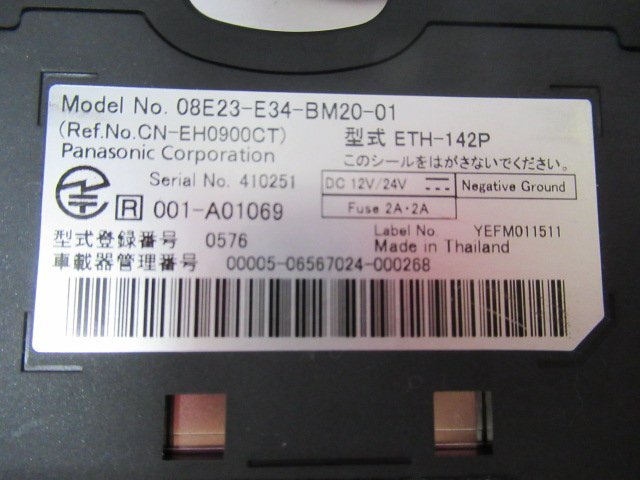 Model No. 08E23-E34-BM20-01
(Ref.No.CN-EH0900CT) 型式 ETH-142P
Panasonic Corporation このシールをはがさないでください。
Serial No. 410251 DC 12V/24V Negative Ground
R 001-A01069 Fuse 2A・2A
型式登録番号 0576 Label No YEFM011511
Made in Thailand
車載器管理番号 00005-06567024-000268